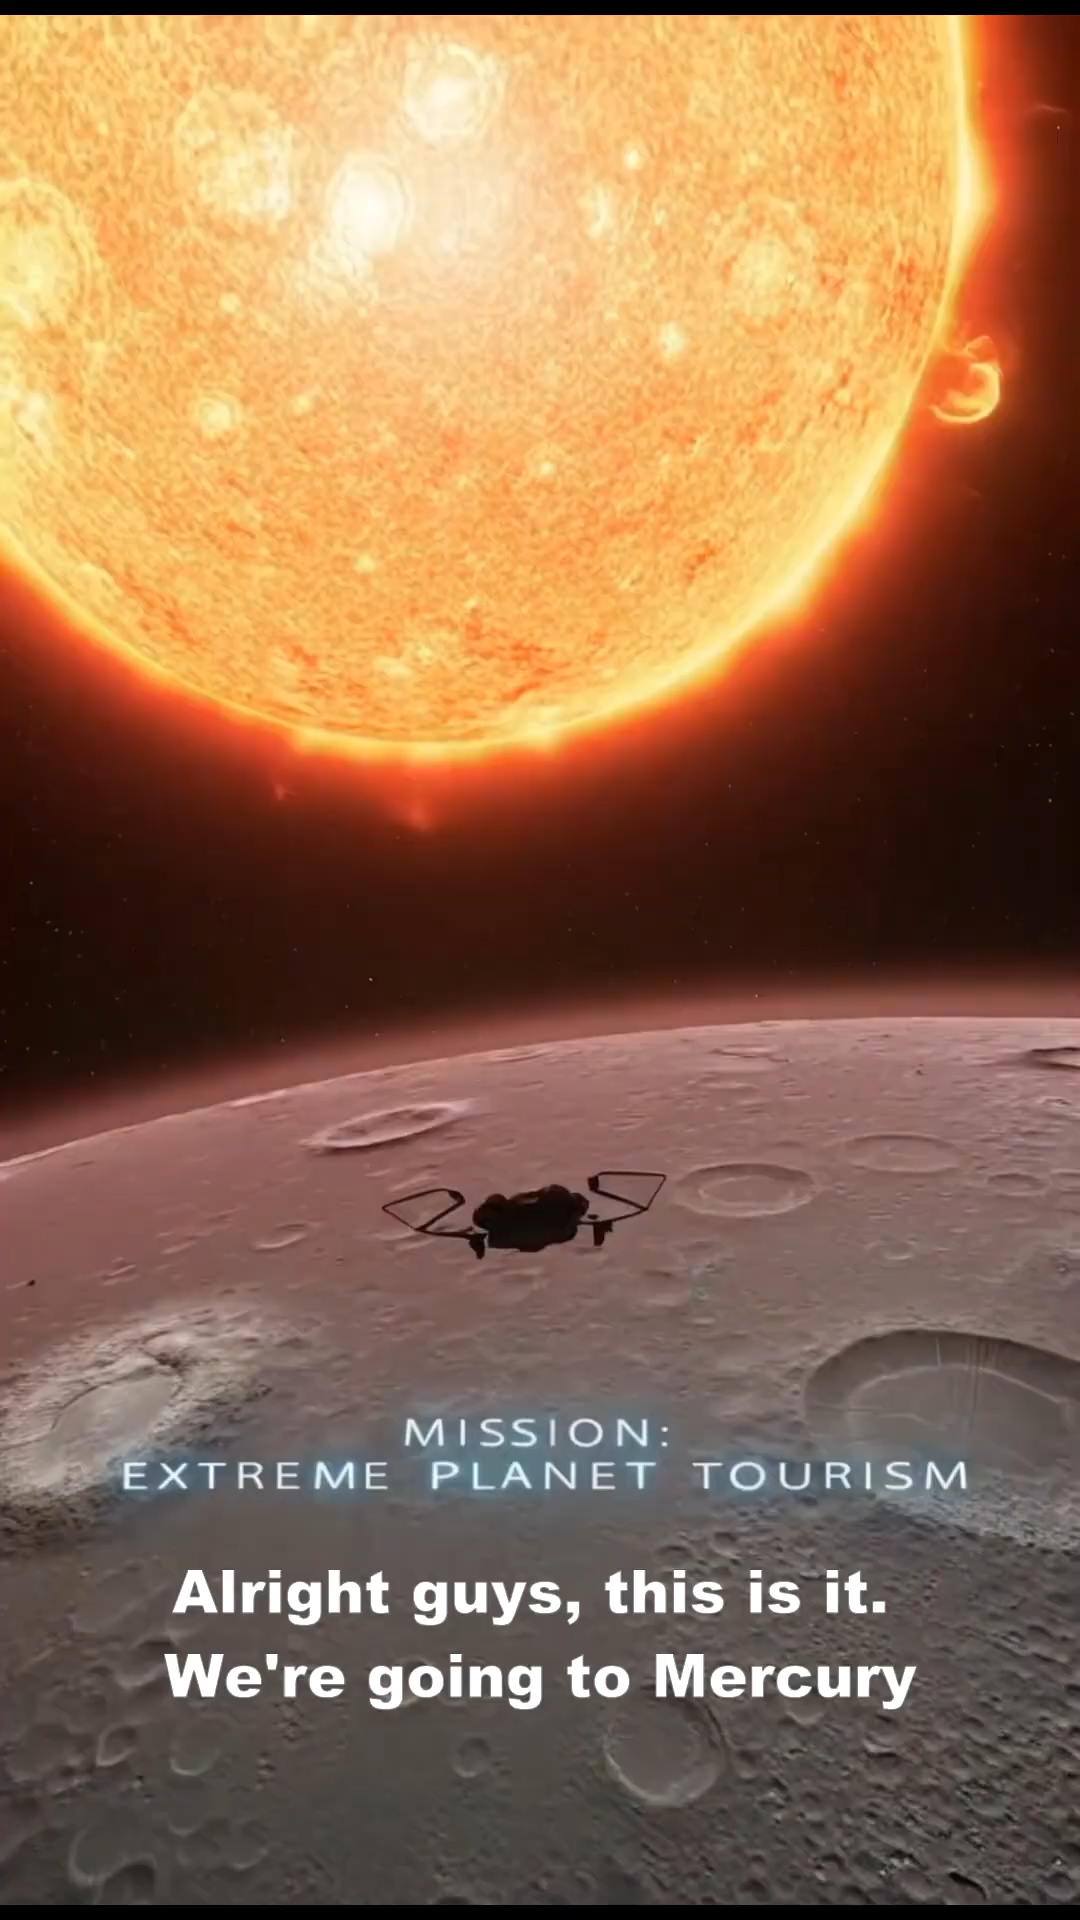 MISSION:
EXTREME PLANET TOURISM
Alright guys, this is it.
We're going to Mercury